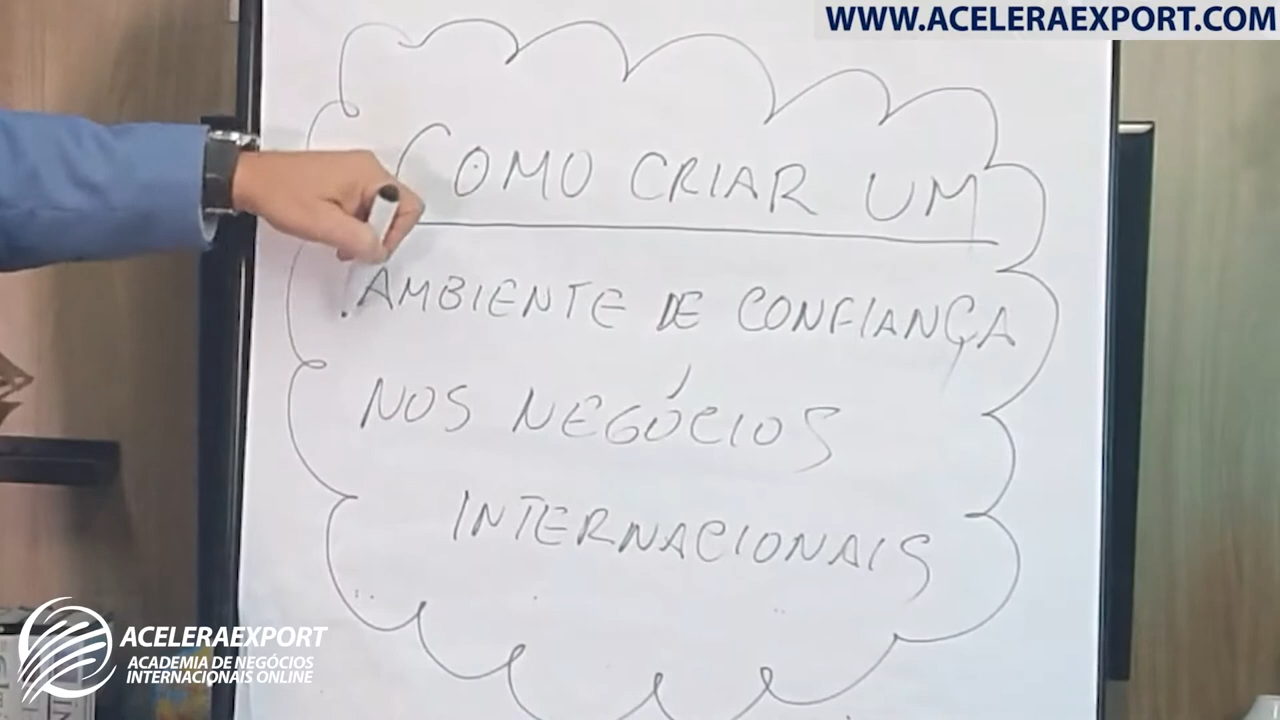 WWW.ACELERAEXPORT.COM
COMO CRIAR UM
AMBIENTE DE CONFIANÇA
NOS NEGÓCIOS
INTERNACIONAIS
ACELERAEXPORT
ACADEMIA DE NEGÓCIOS
INTERNACIONAIS ONLINE